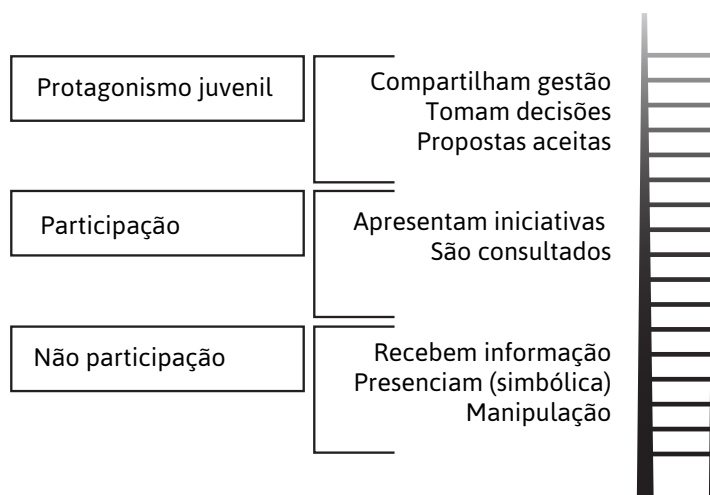 Protagonismo juvenil
Compartilham gestão
Tomam decisões
Propostas aceitas
Participação
Apresentam iniciativas
São consultados
Não participação
Recebem informação
Presenciam (simbólica)
Manipulação